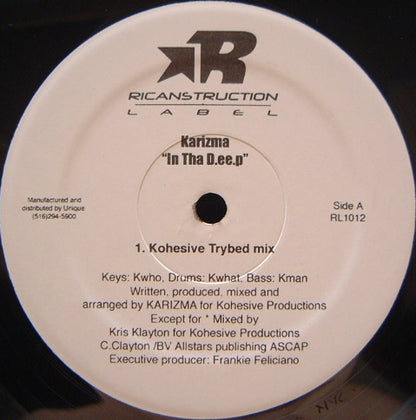 R
RICANSTRUCTION
LABEL
Karizma
"In Tha D.ee.p"
Manufactured and
distributed by Unique
(516)294-5900
Side A
RL1012
1. Kohesive Trybed mix
Keys: Kwho, Drums: Kwhat, Bass: Kman
Written, produced, mixed and
arranged by KARIZMA for Kohesive Productions
Except for * Mixed by
Kris Klayton for Kohesive Productions
C.Clayton /BV Allstars publishing ASCAP
Executive producer: Frankie Feliciano